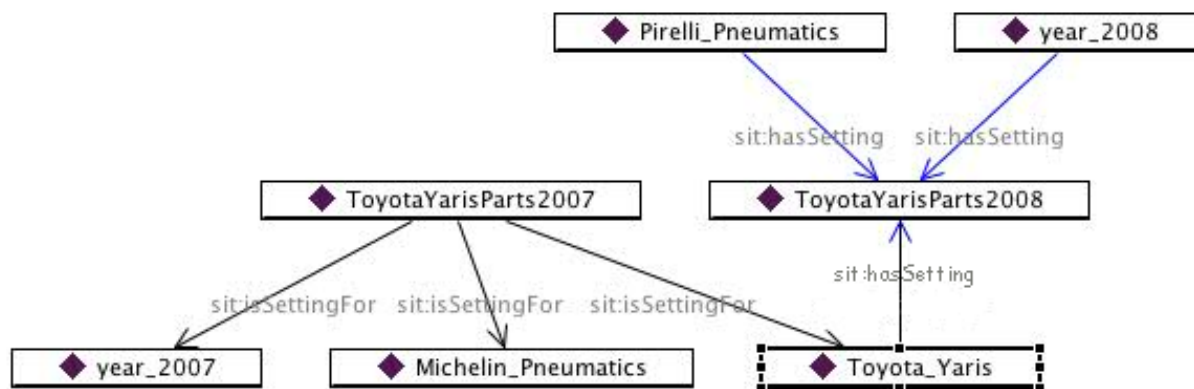 Pirelli_Pneumatics
year_2008
sit:hasSetting
sit:hasSetting
ToyotaYarisParts2007
ToyotaYarisParts2008
sit:hasSetting
sit:isSettingFor
sit:isSettingFor
sit:isSettingFor
year_2007
Michelin_Pneumatics
Toyota_Yaris